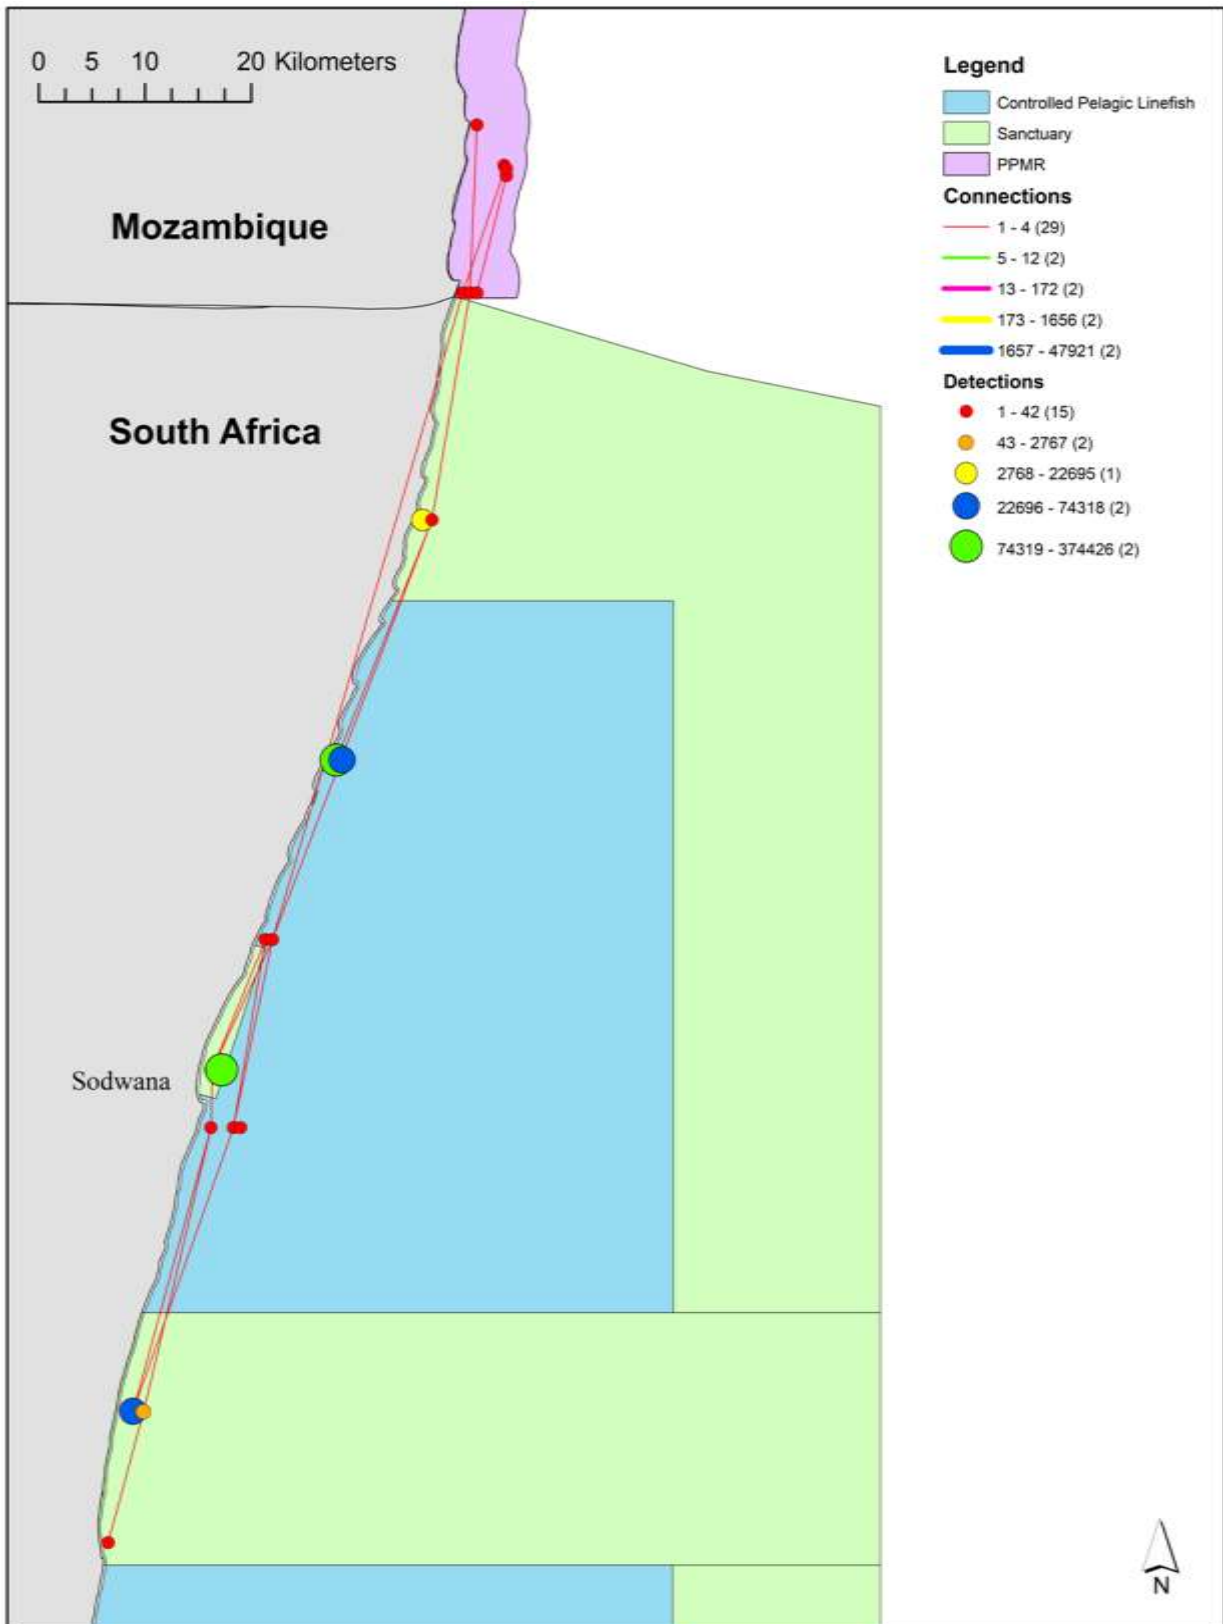 0 5 10 20 Kilometers
Mozambique
South Africa
Sodwana
Legend
Controlled Pelagic Linefish
Sanctuary
PPMR
Connections
1 - 4 (29)
5 - 12 (2)
13 - 172 (2)
173 - 1656 (2)
1657 - 47921 (2)
Detections
1 - 42 (15)
43 - 2767 (2)
2768 - 22695 (1)
22696 - 74318 (2)
74319 - 374426 (2)
N